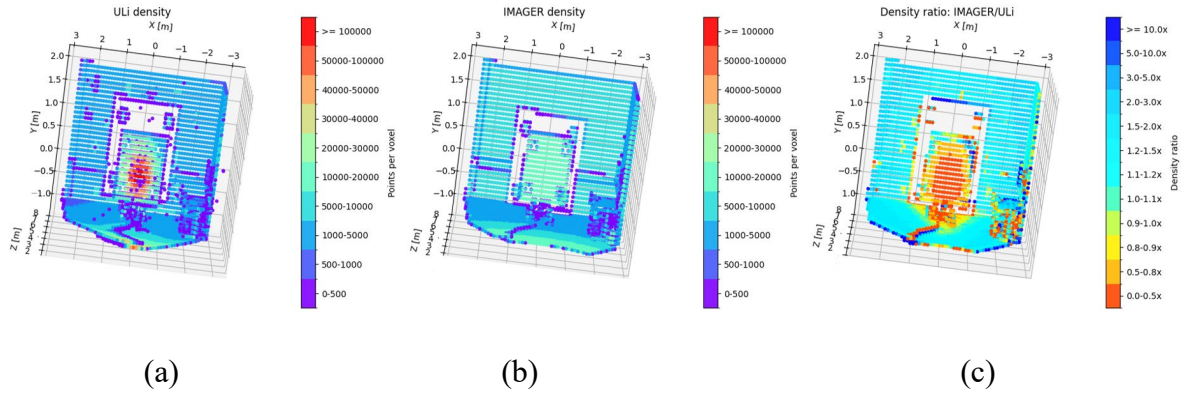 ULi density
X [m]
3 2 1 0 −1 −2 −3
2.0
1.5
1.0
0.5
0.0
−0.5
−1.0
Y [m]
Z [m]
>= 100000
50000-100000
40000-50000
30000-40000
20000-30000
10000-20000
5000-10000
1000-5000
500-1000
0-500
Points per voxel
IMAGER density
X [m]
3 2 1 0 −1 −2 −3
2.0
1.5
1.0
0.5
0.0
−0.5
−1.0
Y [m]
Z [m]
>= 100000
50000-100000
40000-50000
30000-40000
20000-30000
10000-20000
5000-10000
1000-5000
500-1000
0-500
Points per voxel
Density ratio: IMAGER/ULi
X [m]
3 2 1 0 −1 −2 −3
2.0
1.5
1.0
0.5
0.0
−0.5
−1.0
Y [m]
Z [m]
>= 10.0x
5.0-10.0x
3.0-5.0x
2.0-3.0x
1.5-2.0x
1.2-1.5x
1.1-1.2x
1.0-1.1x
0.9-1.0x
0.8-0.9x
0.5-0.8x
0.0-0.5x
Density ratio
(a) (b) (c)